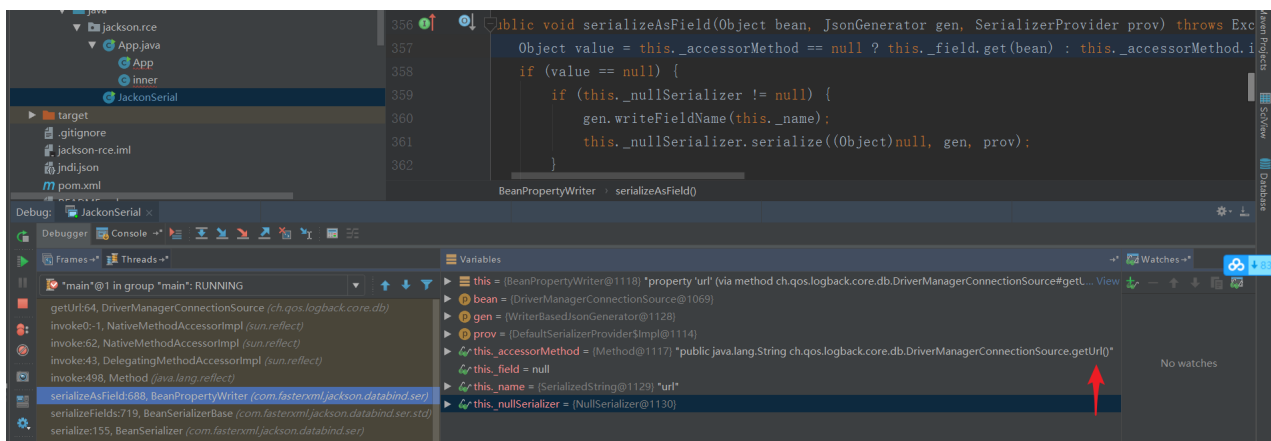 java
jackson.rce
App.java
App
inner
JackonSerial
target
.gitignore
jackson-rce.iml
jndi.json
pom.xml
356 public void serializeAsField(Object bean, JsonGenerator gen, SerializerProvider prov) throws Exc
357 Object value = this._accessorMethod == null ? this._field.get(bean) : this._accessorMethod.i
358 if (value == null) {
359 if (this._nullSerializer != null) {
360 gen.writeFieldName(this._name);
361 this._nullSerializer.serialize((Object)null, gen, prov);
362 }
BeanPropertyWriter › serializeAsField()
Maven Projects
SciView
Database
Debug: JackonSerial ×
Debugger Console
Frames Threads
Variables
Watches
"main"@1 in group "main": RUNNING
getUrl:64, DriverManagerConnectionSource (ch.qos.logback.core.db)
invoke0:-1, NativeMethodAccessorImpl (sun.reflect)
invoke:62, NativeMethodAccessorImpl (sun.reflect)
invoke:43, DelegatingMethodAccessorImpl (sun.reflect)
invoke:498, Method (java.lang.reflect)
serializeAsField:688, BeanPropertyWriter (com.fasterxml.jackson.databind.ser)
serializeFields:719, BeanSerializerBase (com.fasterxml.jackson.databind.ser.std)
serialize:155, BeanSerializer (com.fasterxml.jackson.databind.ser)
this = {BeanPropertyWriter@1118} "property 'url' (via method ch.qos.logback.core.db.DriverManagerConnectionSource#getU... View
bean = {DriverManagerConnectionSource@1069}
gen = {WriterBasedJsonGenerator@1128}
prov = {DefaultSerializerProvider$Impl@1114}
this._accessorMethod = {Method@1117} "public java.lang.String ch.qos.logback.core.db.DriverManagerConnectionSource.getUrl()"
this._field = null
this._name = {SerializedString@1129} "url"
this._nullSerializer = {NullSerializer@1130}
No watches